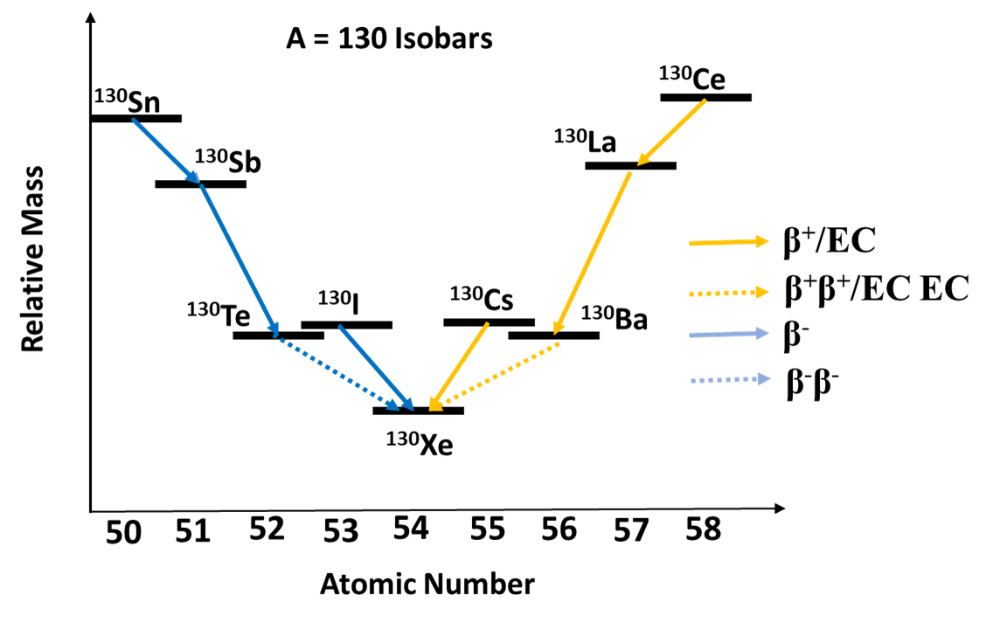 A = 130 Isobars
¹³⁰Sn
¹³⁰Sb
¹³⁰Te
¹³⁰I
¹³⁰Xe
¹³⁰Cs
¹³⁰Ba
¹³⁰La
¹³⁰Ce
β⁺/EC
β⁺β⁺/EC EC
β⁻
β⁻β⁻
Relative Mass
50 51 52 53 54 55 56 57 58
Atomic Number